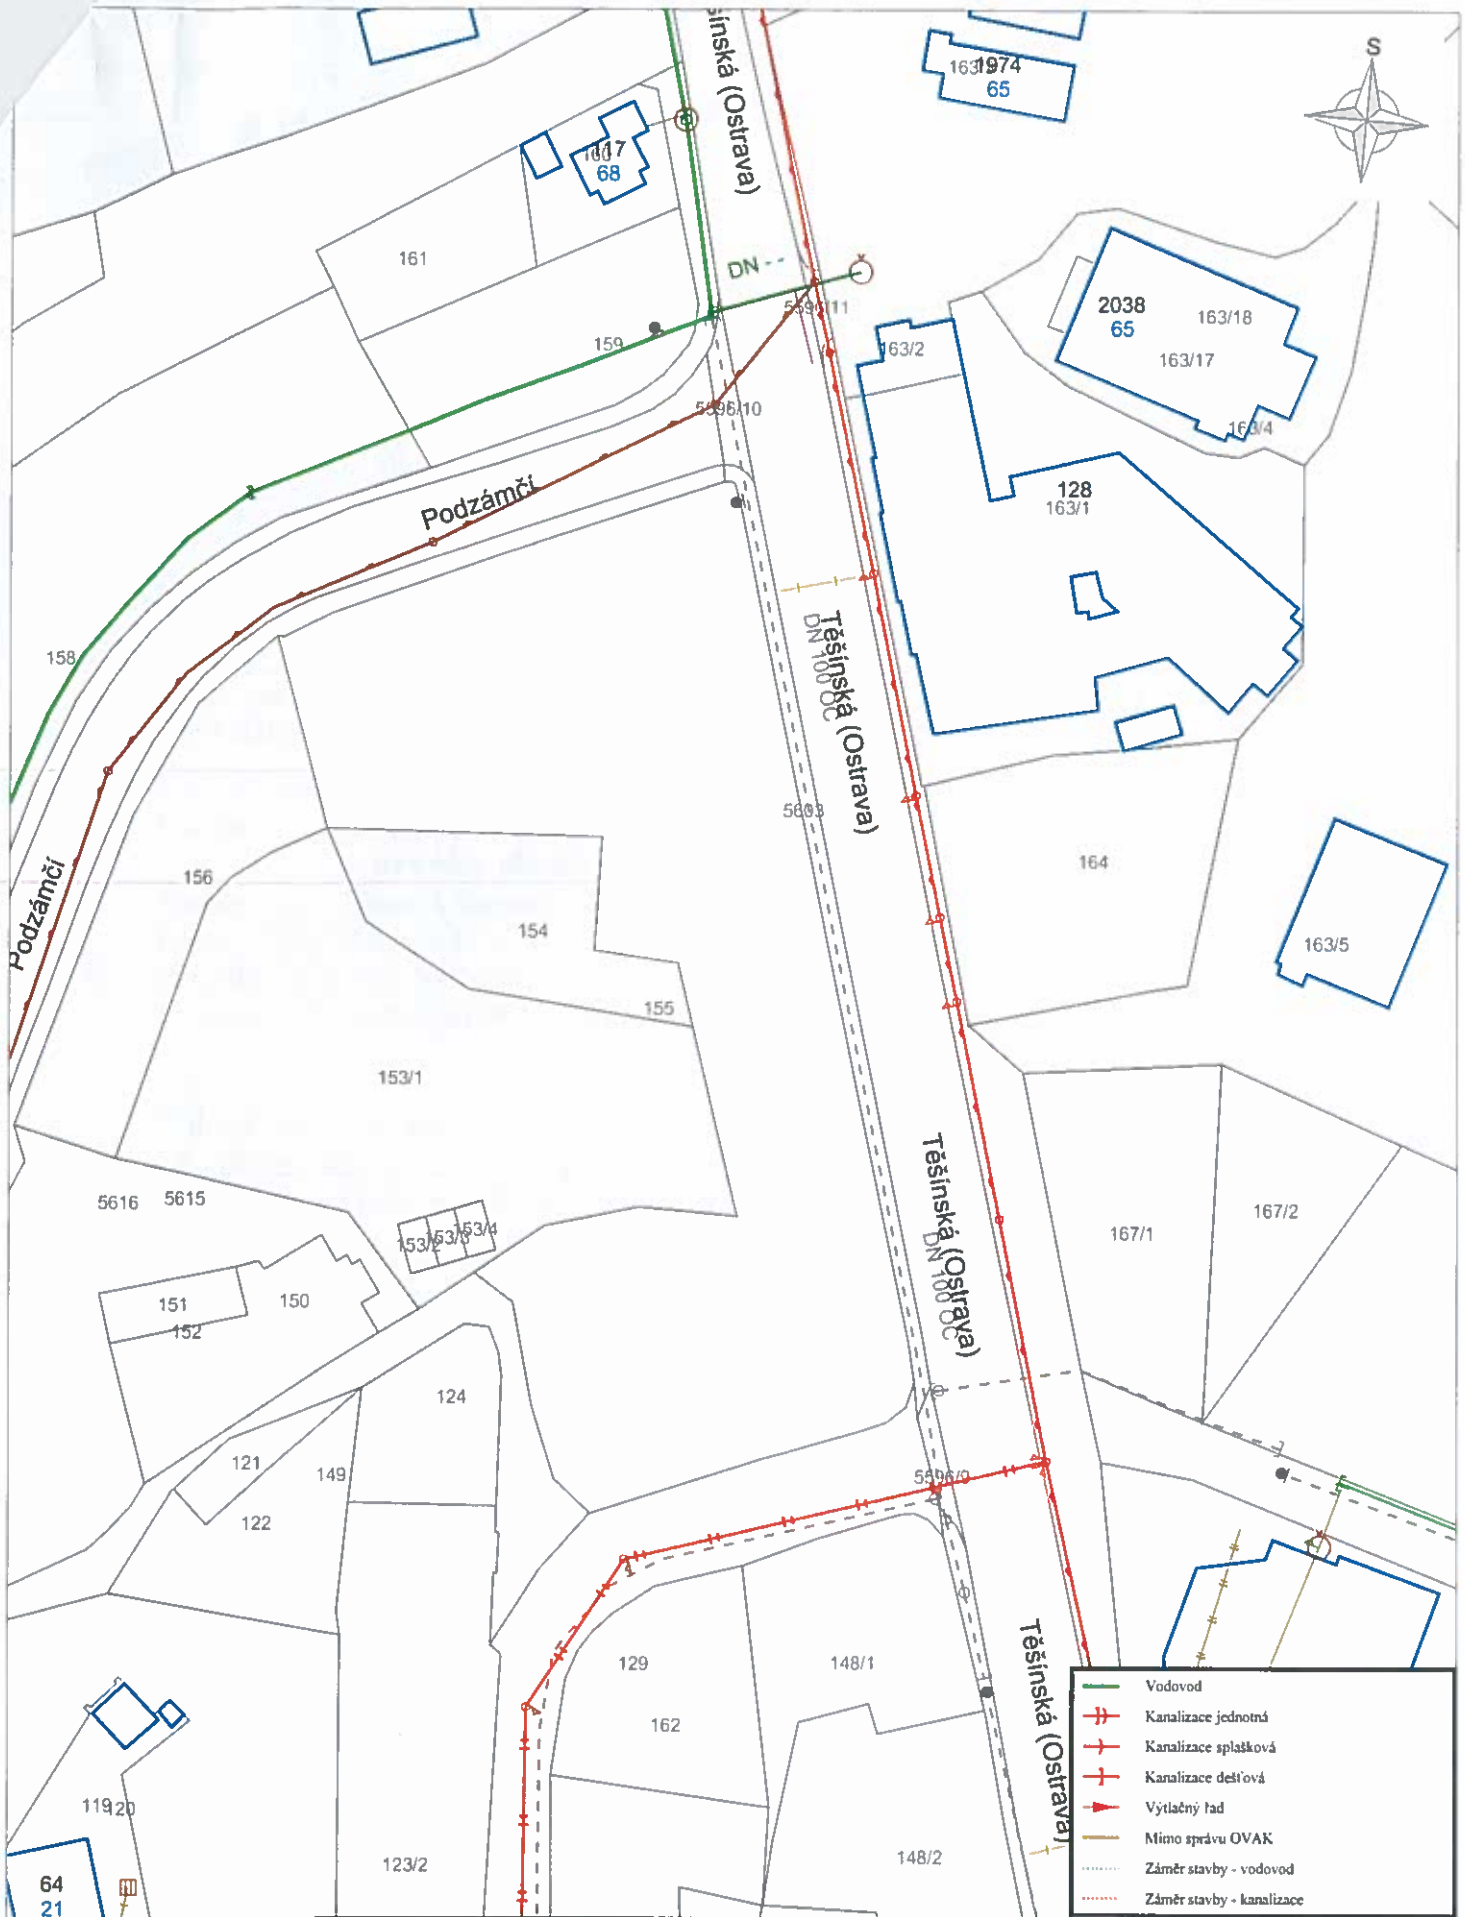 S
šínská (Ostrava)
1974
65
68
161
DN --
159
2038
65
163/18
163/17
163/2
163/4
5596/10
128
163/1
Podzámčí
158
Těšínská (Ostrava)
DN 100 OC
164
163/5
Podzámčí
156
154
155
153/1
5616
5615
153/2
153/3
153/4
Těšínská (Ostrava)
DN 100 OC
167/1
167/2
151
150
152
124
121
149
122
5596/9
129
148/1
162
Těšínská (Ostrava)
119
120
123/2
148/2
64
21
Vodovod
Kanalizace jednotná
Kanalizace splašková
Kanalizace dešťová
Výtlačný řad
Mimo správu OVAK
Záměr stavby - vodovod
Záměr stavby - kanalizace